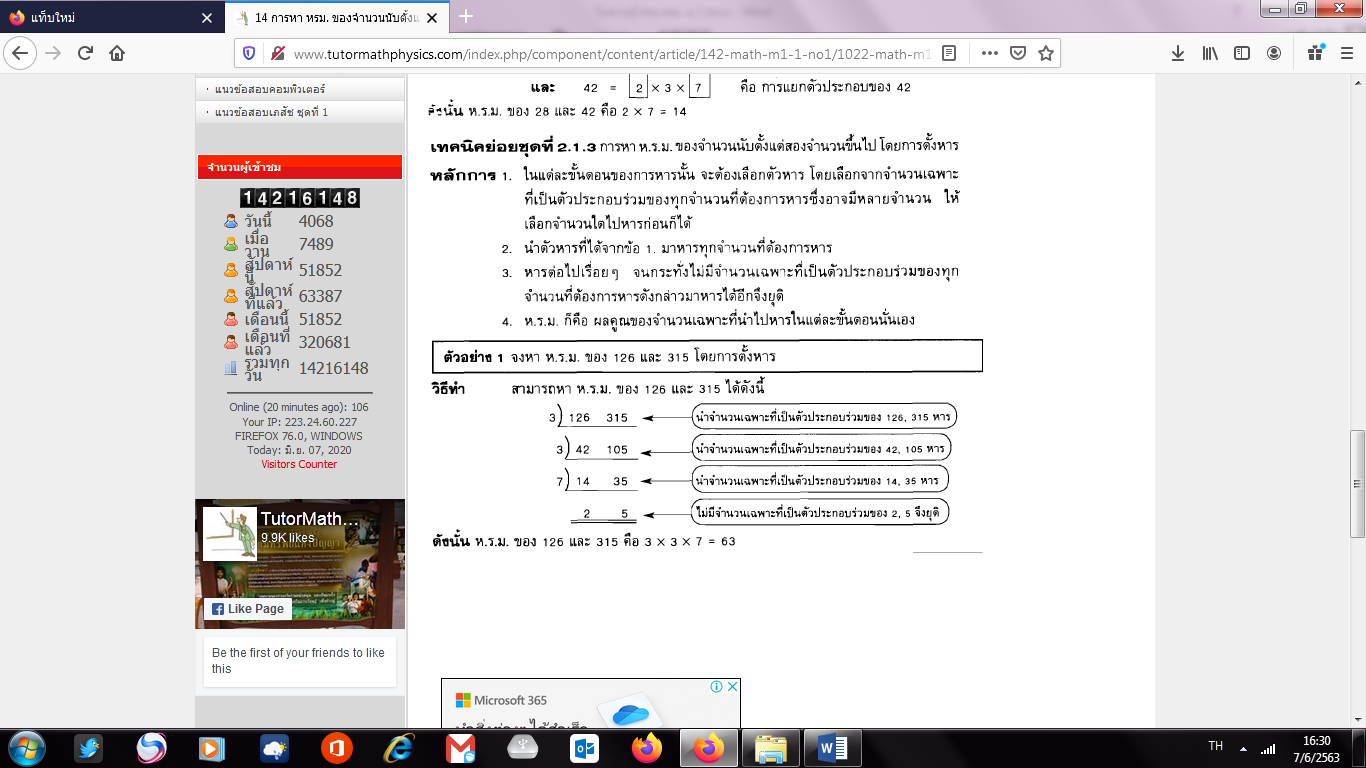 แท็บใหม่
14 การหา หรม. ของจำนวนนับตั้งแ
www.tutormathphysics.com/index.php/component/content/article/142-math-m1-1-no1/1022-math-m1
แนวข้อสอบคอมพิวเตอร์
แนวข้อสอบเภสัช ชุดที่ 1
จำนวนผู้เข้าชม
14216148
วันนี้ 4068
เมื่อวาน 7489
สัปดาห์นี้ 51852
สัปดาห์ที่แล้ว 63387
เดือนนี้ 51852
เดือนที่แล้ว 320681
รวมทุกวัน 14216148
Online (20 minutes ago): 106
Your IP: 223.24.60.227
FIREFOX 76.0, WINDOWS
Today: มิ.ย. 07, 2020
Visitors Counter
TutorMath...
9.9K likes
Like Page
Be the first of your friends to like
this
และ 42 = 2 × 3 × 7 คือ การแยกตัวประกอบของ 42
ดังนั้น ห.ร.ม. ของ 28 และ 42 คือ 2 × 7 = 14
เทคนิคย่อยชุดที่ 2.1.3 การหา ห.ร.ม. ของจำนวนนับตั้งแต่สองจำนวนขึ้นไป โดยการตั้งหาร
หลักการ 1. ในแต่ละขั้นตอนของการหารนั้น จะต้องเลือกตัวหาร โดยเลือกจากจำนวนเฉพาะ
ที่เป็นตัวประกอบร่วมของทุกจำนวนที่ต้องการหารซึ่งอาจมีหลายจำนวน ให้
เลือกจำนวนใดไปหารก่อนก็ได้
2. นำตัวหารที่ได้จากข้อ 1. มาหารทุกจำนวนที่ต้องการหาร
3. หารต่อไปเรื่อยๆ จนกระทั่งไม่มีจำนวนเฉพาะที่เป็นตัวประกอบร่วมของทุก
จำนวนที่ต้องการหารดังกล่าวมาหารได้อีกจึงยุติ
4. ห.ร.ม. ก็คือ ผลคูณของจำนวนเฉพาะที่นำไปหารในแต่ละขั้นตอนนั่นเอง
ตัวอย่าง 1 จงหา ห.ร.ม. ของ 126 และ 315 โดยการตั้งหาร
วิธีทำ สามารถหา ห.ร.ม. ของ 126 และ 315 ได้ดังนี้
3) 126 315 นำจำนวนเฉพาะที่เป็นตัวประกอบร่วมของ 126, 315 หาร
3) 42 105 นำจำนวนเฉพาะที่เป็นตัวประกอบร่วมของ 42, 105 หาร
7) 14 35 นำจำนวนเฉพาะที่เป็นตัวประกอบร่วมของ 14, 35 หาร
2 5 ไม่มีจำนวนเฉพาะที่เป็นตัวประกอบร่วมของ 2, 5 จึงยุติ
ดังนั้น ห.ร.ม. ของ 126 และ 315 คือ 3 × 3 × 7 = 63
Microsoft 365
TH
16:30
7/6/2563